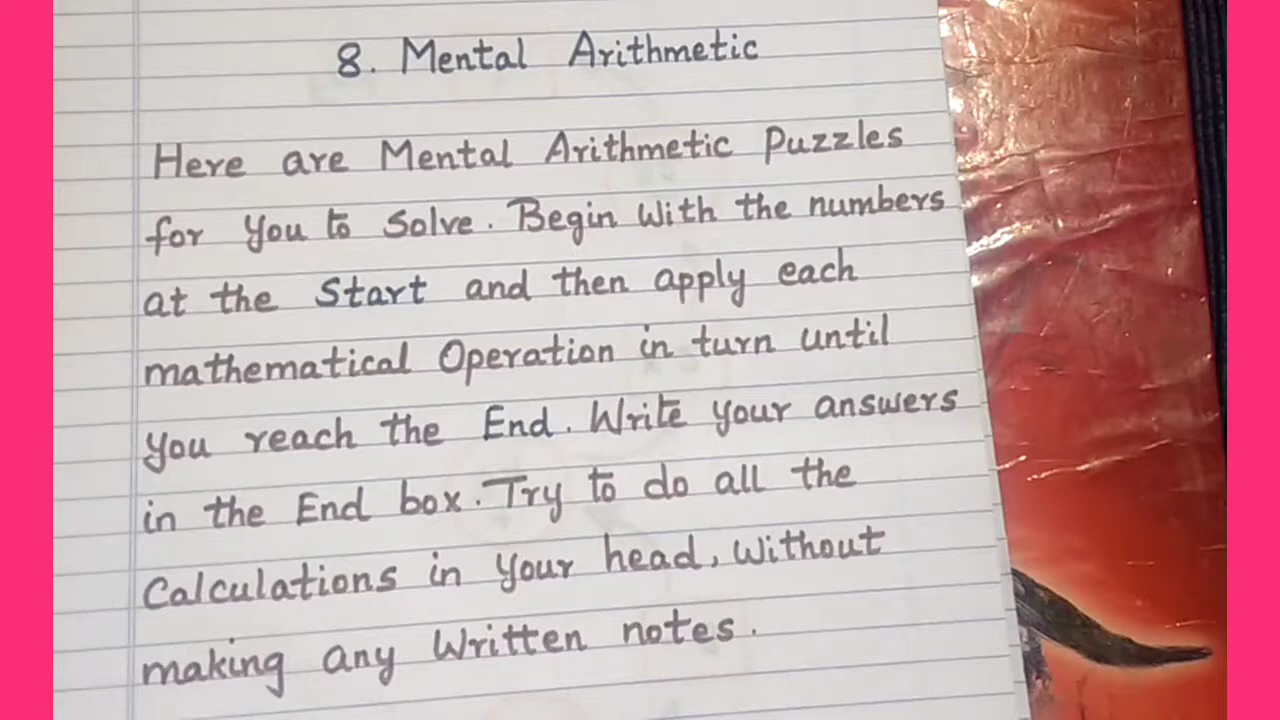 8. Mental Arithmetic
Here are Mental Arithmetic Puzzles
for You to Solve. Begin With the numbers
at the Start and then apply each
mathematical Operation in turn until
you reach the End. Write your answers
in the End box. Try to do all the
Calculations in Your head, Without
making any Written notes.